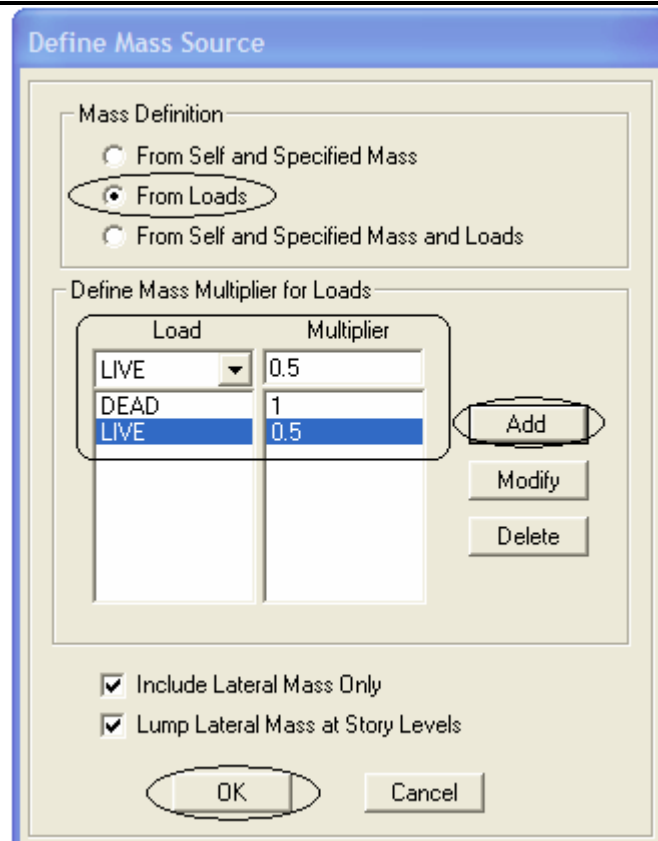 Define Mass Source
Mass Definition
From Self and Specified Mass
From Loads
From Self and Specified Mass and Loads
Define Mass Multiplier for Loads
Load Multiplier
LIVE 0.5
DEAD 1
LIVE 0.5
Add
Modify
Delete
Include Lateral Mass Only
Lump Lateral Mass at Story Levels
OK Cancel